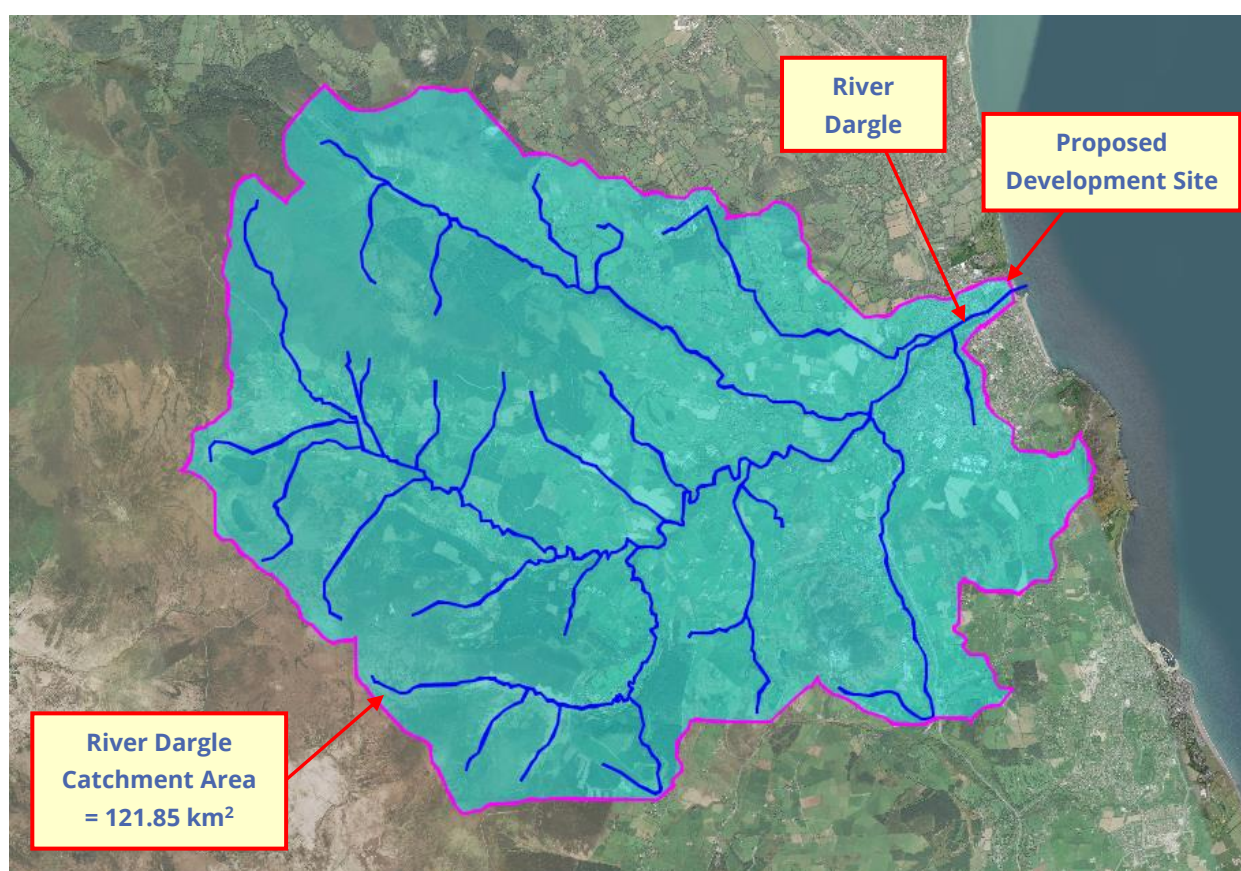 River
Dargle
Proposed
Development Site
River Dargle
Catchment Area
= 121.85 km²